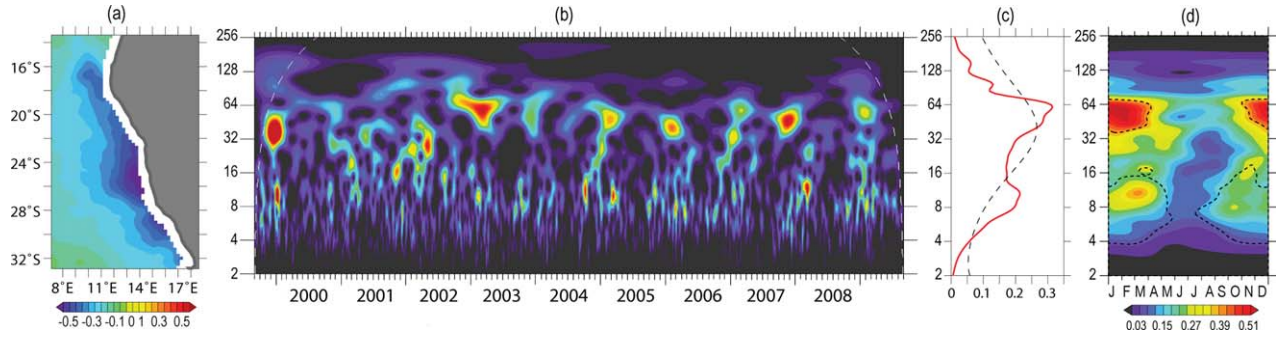 (a)
16°S
20°S
24°S
28°S
32°S
8°E 11°E 13°E 17°E
-0.5 -0.3 -0.10 0 1 0.3 0.5
(b)
256
128
64
32
16
8
4
2
2000 2001 2002 2003 2004 2005 2006 2007 2008
(c)
256
128
64
32
16
8
4
2
0 0.1 0.2 0.3
(d)
256
128
64
32
16
8
4
2
J F M A M J J A S O N D
0.03 0.15 0.27 0.39 0.51